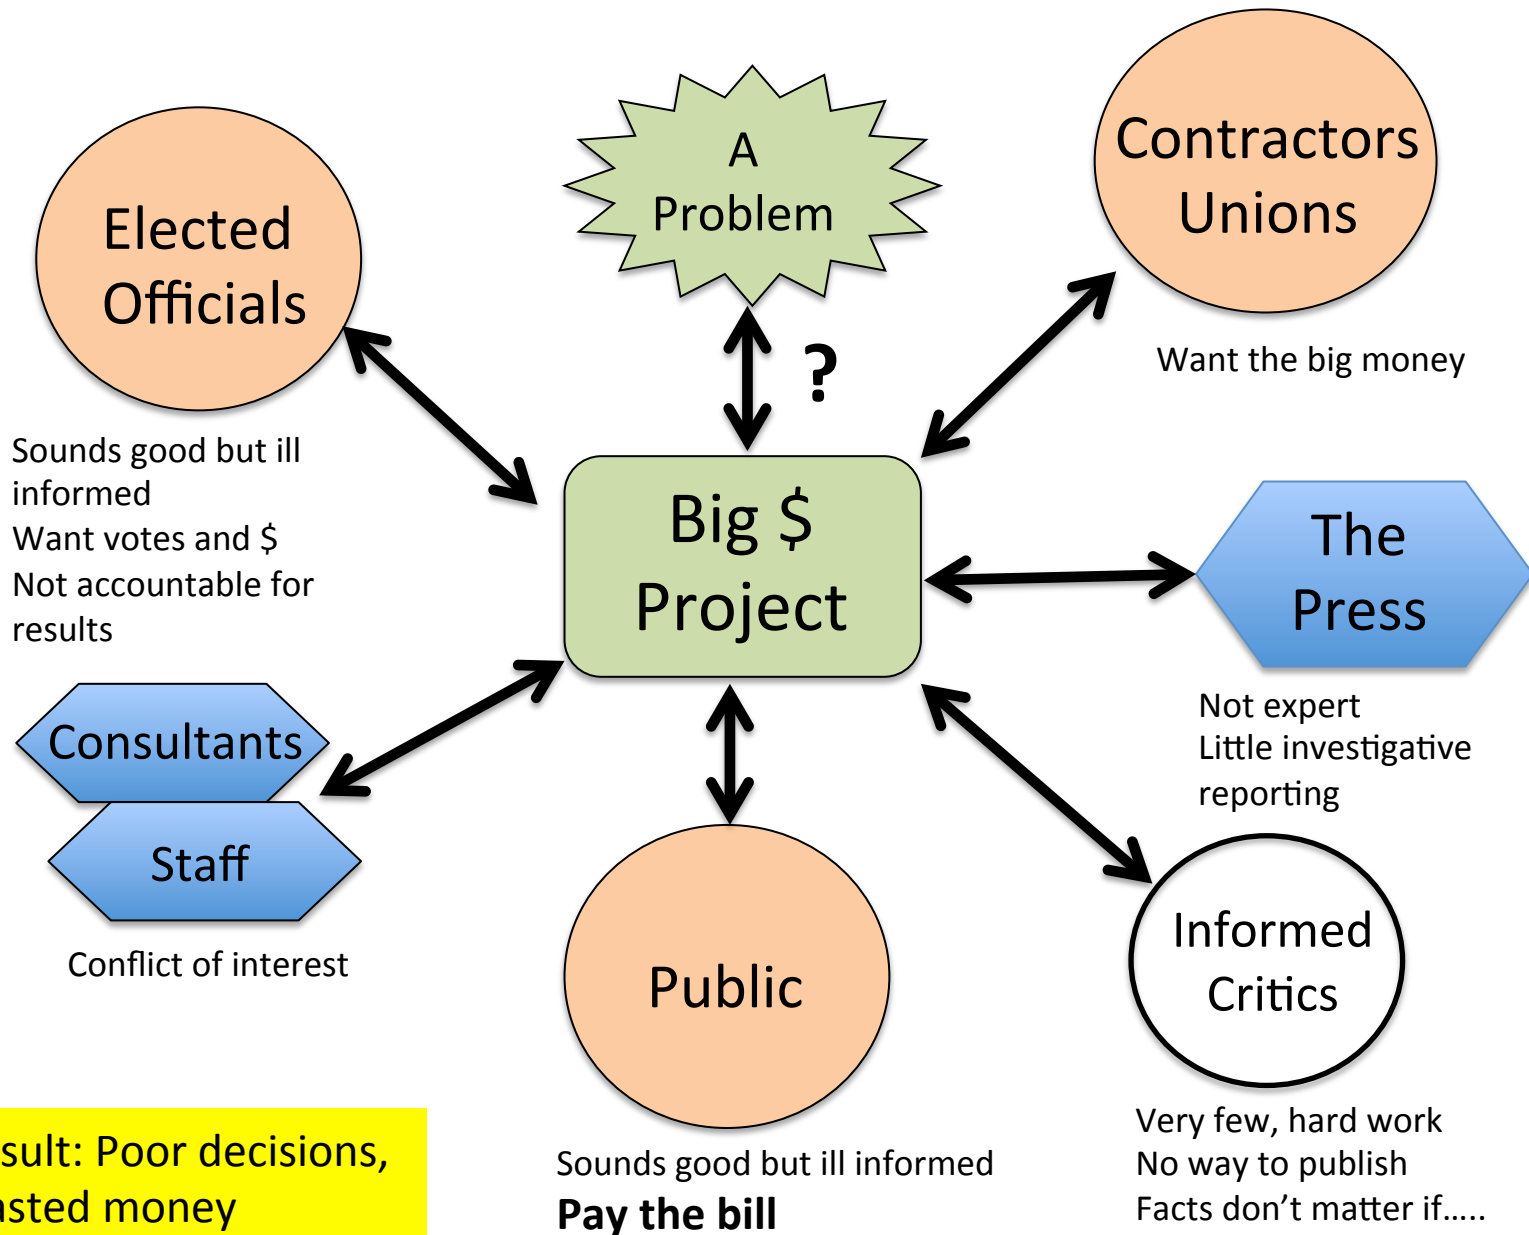 A
Problem
Contractors
Unions
Elected
Officials
?
Want the big money
Sounds good but ill
informed
Want votes and $
Not accountable for
results
Big $
Project
The
Press
Not expert
Little investigative
reporting
Consultants
Staff
Conflict of interest
Public
Informed
Critics
sult: Poor decisions,
asted money
Sounds good but ill informed
Pay the bill
Very few, hard work
No way to publish
Facts don’t matter if…..